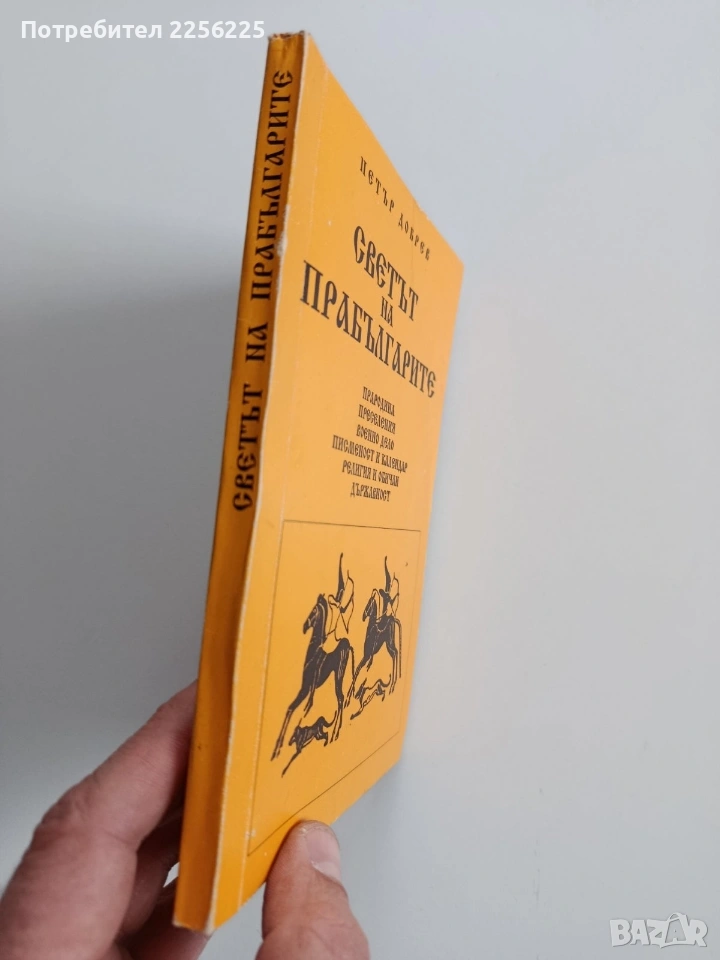 Потребител 2256225
СВЕТЪТ НА ПРАБЪЛГАРИТЕ
ПЕТЪР ДОБРЕВ
СВЕТЪТ
НА
ПРАБЪЛГАРИТЕ
ПРАРОДИНА
ПРЕСЕЛЕНИЯ
ВОЕННО ДЕЛО
ПИСМЕНОСТ И КАЛЕНДАР
РЕЛИГИЯ И ОБИЧАИ
ДЪРЖАВНОСТ
BAZAR